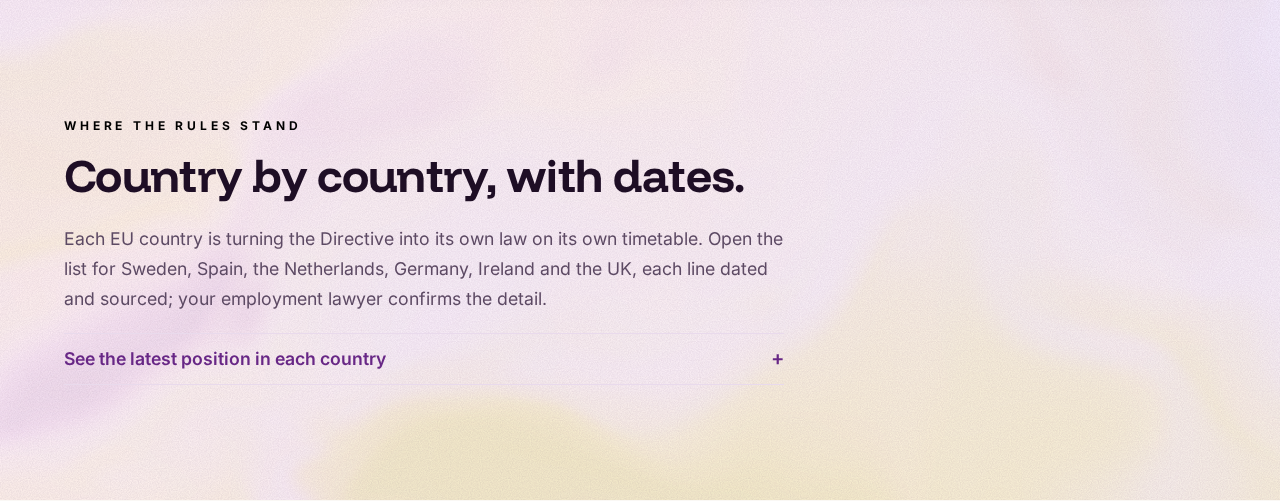 WHERE THE RULES STAND
Country by country, with dates.
Each EU country is turning the Directive into its own law on its own timetable. Open the
list for Sweden, Spain, the Netherlands, Germany, Ireland and the UK, each line dated
and sourced; your employment lawyer confirms the detail.
See the latest position in each country +